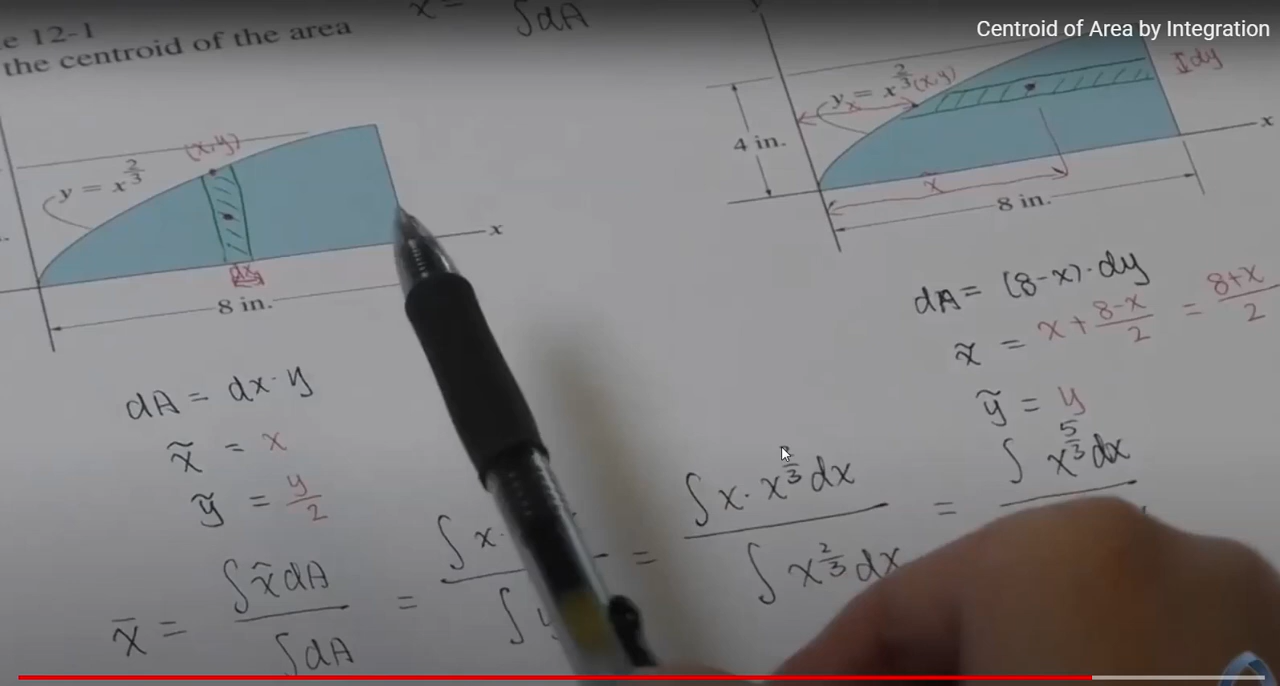 Centroid of Area by Integration
e 12-1
the centroid of the area
∫dA
y = x^{2/3}
(x,y)
dx
x
8 in.
dA = dx · y
x̃ = x
ỹ = y/2
x̄ = ∫x̃dA / ∫dA = ∫x· / ∫y = ∫x·x^{2/3}dx / ∫x^{2/3}dx = ∫x^{5/3}dx
y = x^{2/3}
(x,y)
x
dy
4 in.
x̃
x
8 in.
dA = (8-x)·dy
x̃ = x + (8-x)/2 = (8+x)/2
ỹ = y